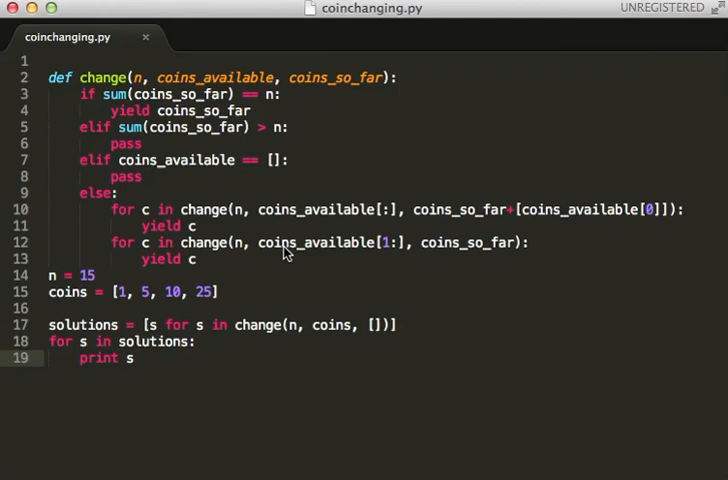 coinchanging.py UNREGISTERED
coinchanging.py ×
1
2 def change(n, coins_available, coins_so_far):
3 if sum(coins_so_far) == n:
4 yield coins_so_far
5 elif sum(coins_so_far) > n:
6 pass
7 elif coins_available == []:
8 pass
9 else:
10 for c in change(n, coins_available[:], coins_so_far+[coins_available[0]]):
11 yield c
12 for c in change(n, coins_available[1:], coins_so_far):
13 yield c
14 n = 15
15 coins = [1, 5, 10, 25]
16
17 solutions = [s for s in change(n, coins, [])]
18 for s in solutions:
19 print s